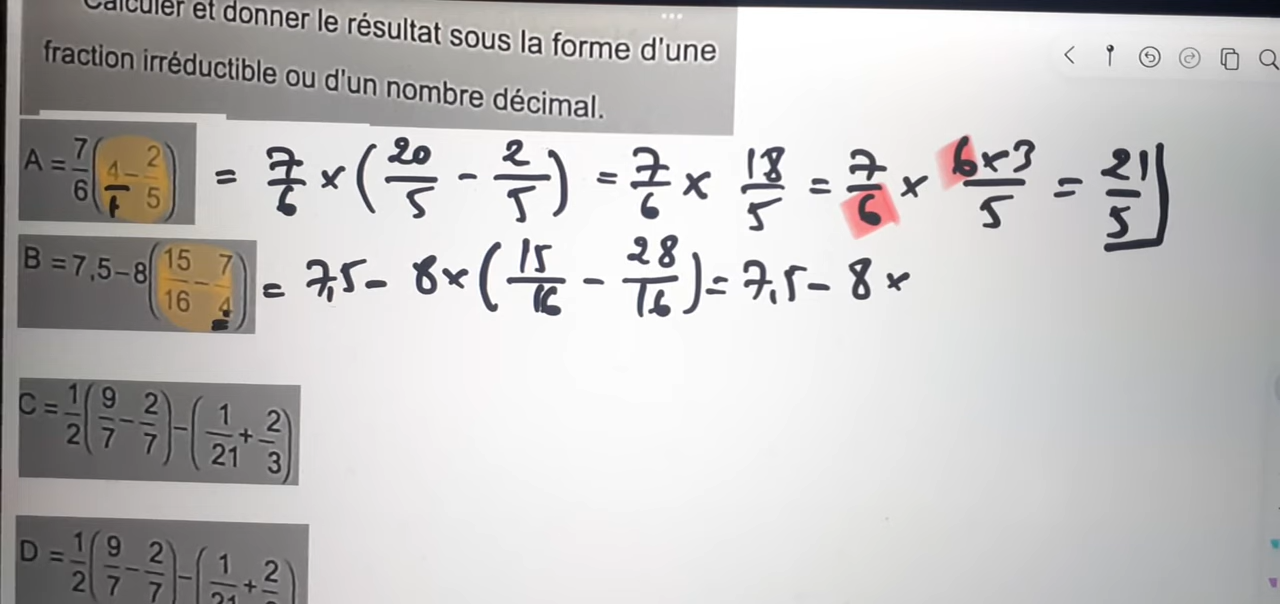 Calculer et donner le résultat sous la forme d'une
fraction irréductible ou d'un nombre décimal.
A = 7/6 (4/1 − 2/5) = 7/6 × (20/5 − 2/5) = 7/6 × 18/5 = 7/6 × 6×3/5 = 21/5
B = 7,5 − 8 (15/16 − 7/4) = 7,5 − 8 × (15/16 − 28/16) = 7,5 − 8 ×
C = 1/2 (9/7 − 2/7) − (1/21 + 2/3)
D = 1/2 (9/7 − 2/7) − (1/21 + 2/